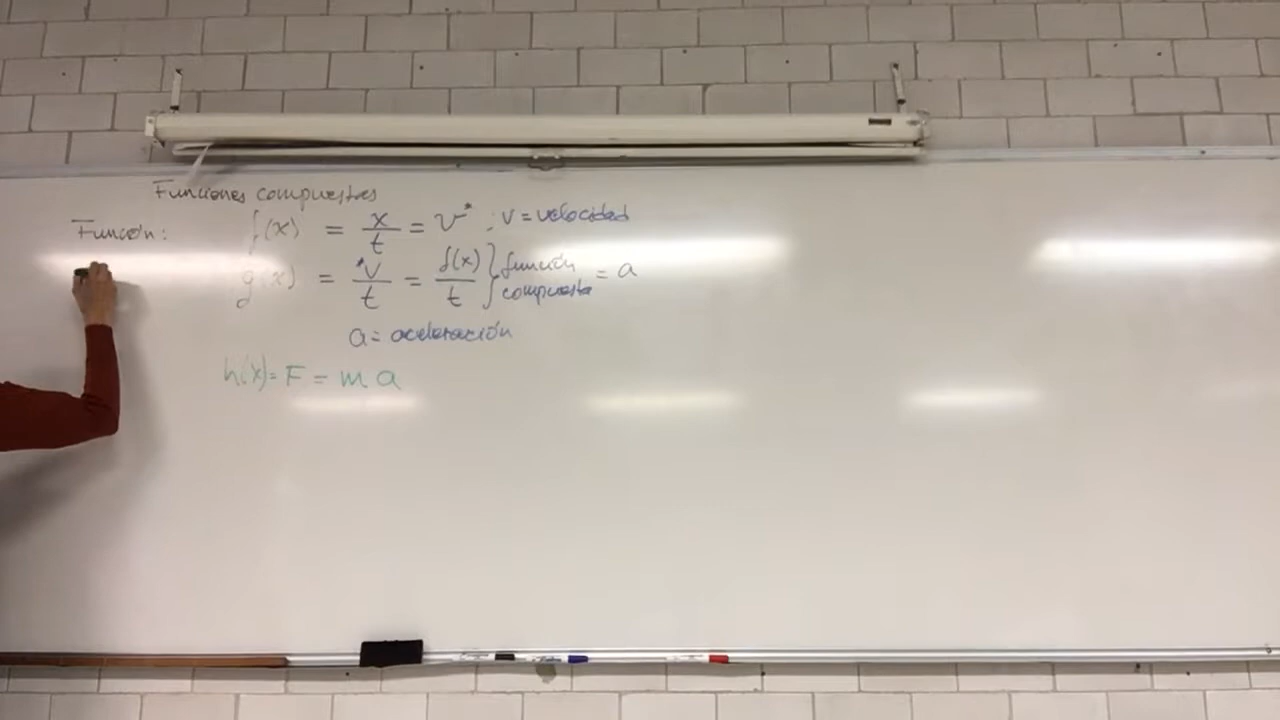 Funciones compuestas
Función: f(x) = x/t = v* ; v = velocidad
g(x) = *v/t = f(x)/t } función compuesta = a
a = aceleración
h(x) = F = m a